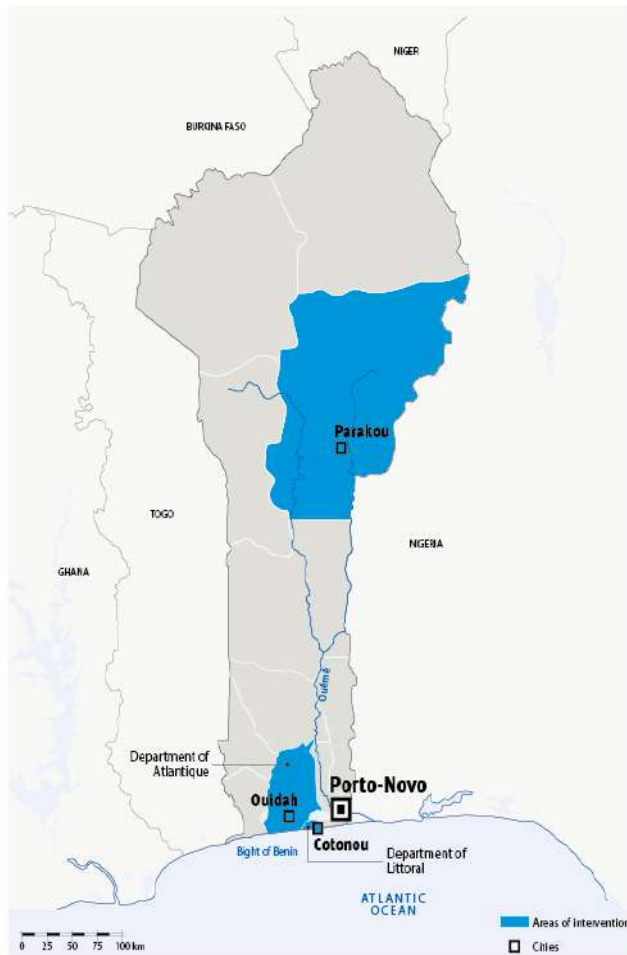 NIGER
BURKINA FASO
Parakou
TOGO
NIGERIA
GHANA
Ouémé
Department of
Atlantique
Porto-Novo
Ouidah
Cotonou
Bight of Benin
Department of
Littoral
ATLANTIC
OCEAN
Areas of intervention
0 25 50 75 100 km
Cities